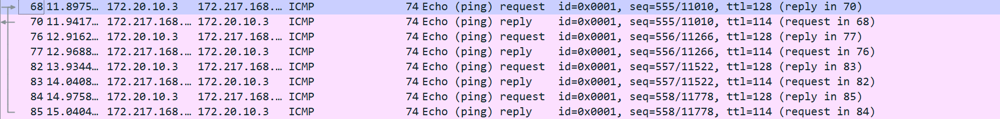 68 11.8975… 172.20.10.3 172.217.168.… ICMP 74 Echo (ping) request id=0x0001, seq=555/11010, ttl=128 (reply in 70)
70 11.9417… 172.217.168.… 172.20.10.3 ICMP 74 Echo (ping) reply id=0x0001, seq=555/11010, ttl=114 (request in 68)
76 12.9162… 172.20.10.3 172.217.168.… ICMP 74 Echo (ping) request id=0x0001, seq=556/11266, ttl=128 (reply in 77)
77 12.9688… 172.217.168.… 172.20.10.3 ICMP 74 Echo (ping) reply id=0x0001, seq=556/11266, ttl=114 (request in 76)
82 13.9344… 172.20.10.3 172.217.168.… ICMP 74 Echo (ping) request id=0x0001, seq=557/11522, ttl=128 (reply in 83)
83 14.0408… 172.217.168.… 172.20.10.3 ICMP 74 Echo (ping) reply id=0x0001, seq=557/11522, ttl=114 (request in 82)
84 14.9758… 172.20.10.3 172.217.168.… ICMP 74 Echo (ping) request id=0x0001, seq=558/11778, ttl=128 (reply in 85)
85 15.0404… 172.217.168.… 172.20.10.3 ICMP 74 Echo (ping) reply id=0x0001, seq=558/11778, ttl=114 (request in 84)